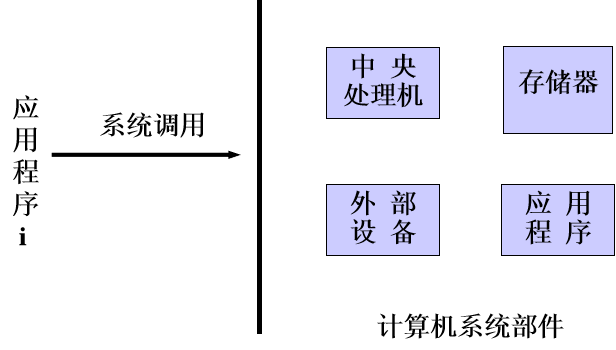 应用程序i
系统调用
中 央
处理机
存储器
外 部
设 备
应 用
程 序
计算机系统部件